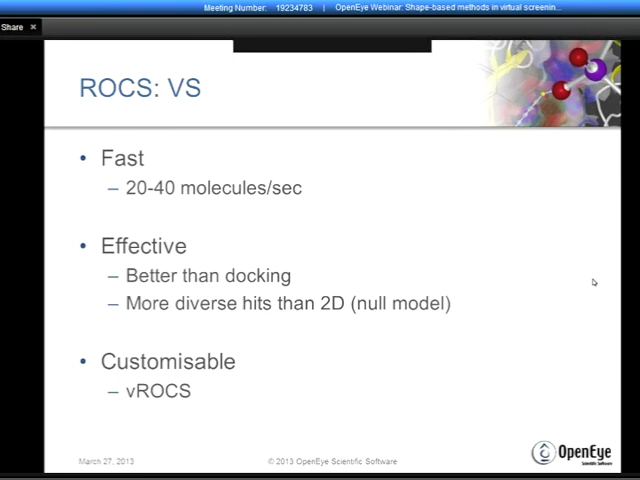 Meeting Number: 19234783 | OpenEye Webinar: Shape-based methods in virtual screenin...
Share ×
ROCS: VS
• Fast
– 20-40 molecules/sec
• Effective
– Better than docking
– More diverse hits than 2D (null model)
• Customisable
– vROCS
March 27, 2013
© 2013 OpenEye Scientific Software
OpenEye
Scientific Software